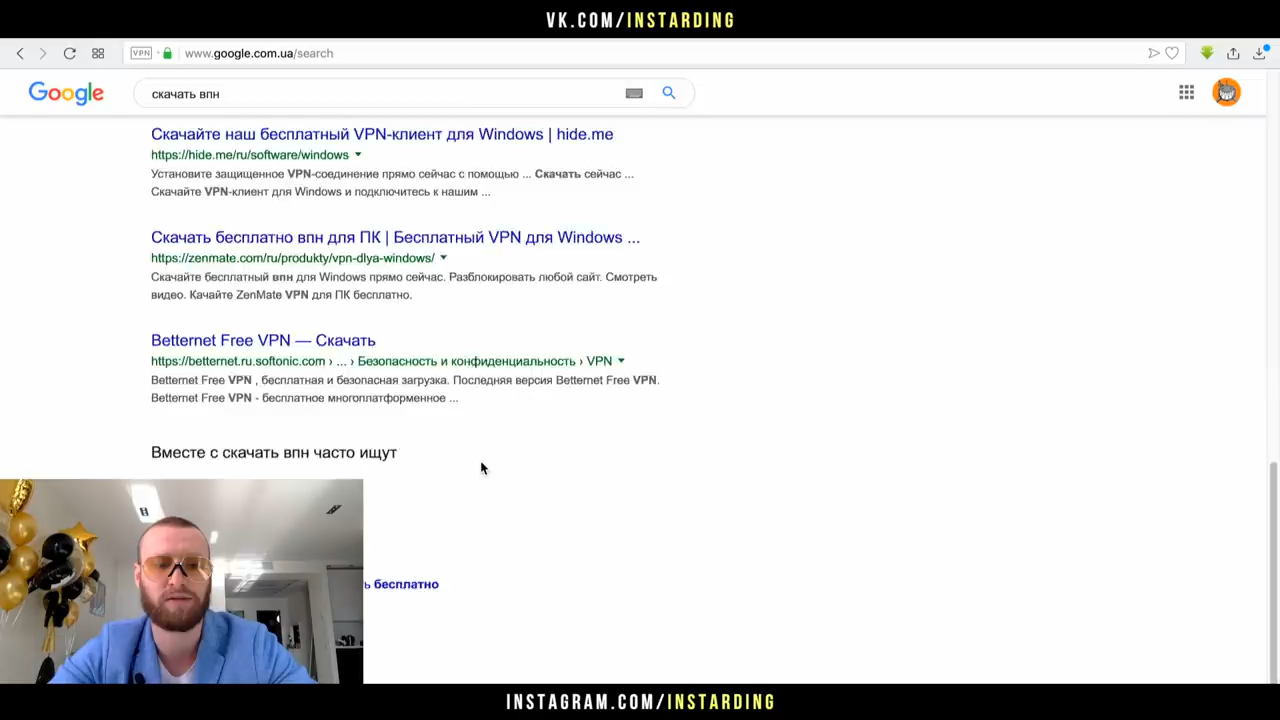 VK.COM/INSTARDING
VPN
www.google.com.ua/search
Google
скачать впн
Скачайте наш бесплатный VPN-клиент для Windows | hide.me
https://hide.me/ru/software/windows
Установите защищенное VPN-соединение прямо сейчас с помощью ... Скачать сейчас ...
Скачайте VPN-клиент для Windows и подключитесь к нашим ...
Скачать бесплатно впн для ПК | Бесплатный VPN для Windows ...
https://zenmate.com/ru/produkty/vpn-dlya-windows/
Скачайте бесплатный впн для Windows прямо сейчас. Разблокировать любой сайт. Смотреть
видео. Качайте ZenMate VPN для ПК бесплатно.
Betternet Free VPN — Скачать
https://betternet.ru.softonic.com › ... › Безопасность и конфиденциальность › VPN
Betternet Free VPN , бесплатная и безопасная загрузка. Последняя версия Betternet Free VPN.
Betternet Free VPN - бесплатное многоплатформенное ...
Вместе с скачать впн часто ищут
ь бесплатно
INSTAGRAM.COM/INSTARDING